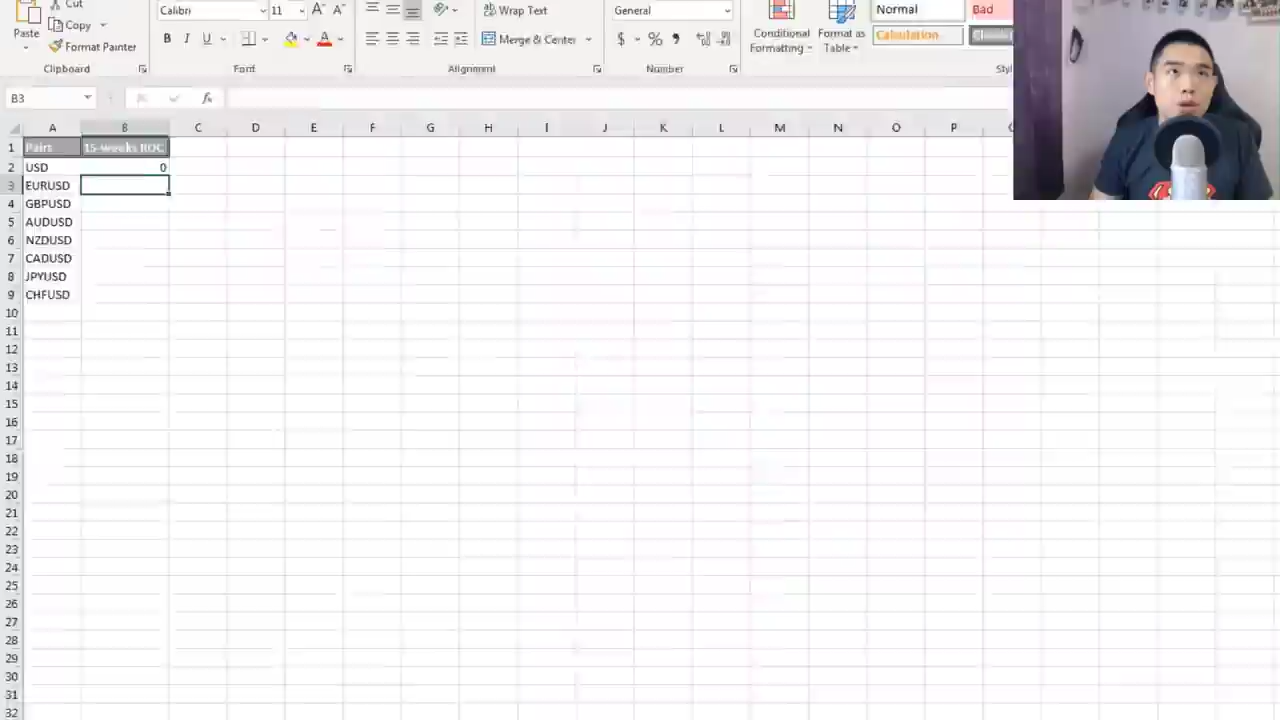 Cut
Calibri
11
A^ A˅
Wrap Text
General
Normal
Bad
Paste
Copy
Format Painter
B I U
A
Merge & Center
$ % ,
Conditional
Formatting
Format as
Table
Calculation
Clipboard
Font
Alignment
Number
B3
fx
A B C D E F G H I J K L M N O P
1 Pairs 15-weeks ROC
2 USD 0
3 EURUSD
4 GBPUSD
5 AUDUSD
6 NZDUSD
7 CADUSD
8 JPYUSD
9 CHFUSD
10
11
12
13
14
15
16
17
18
19
20
21
22
23
24
25
26
27
28
29
30
31
32